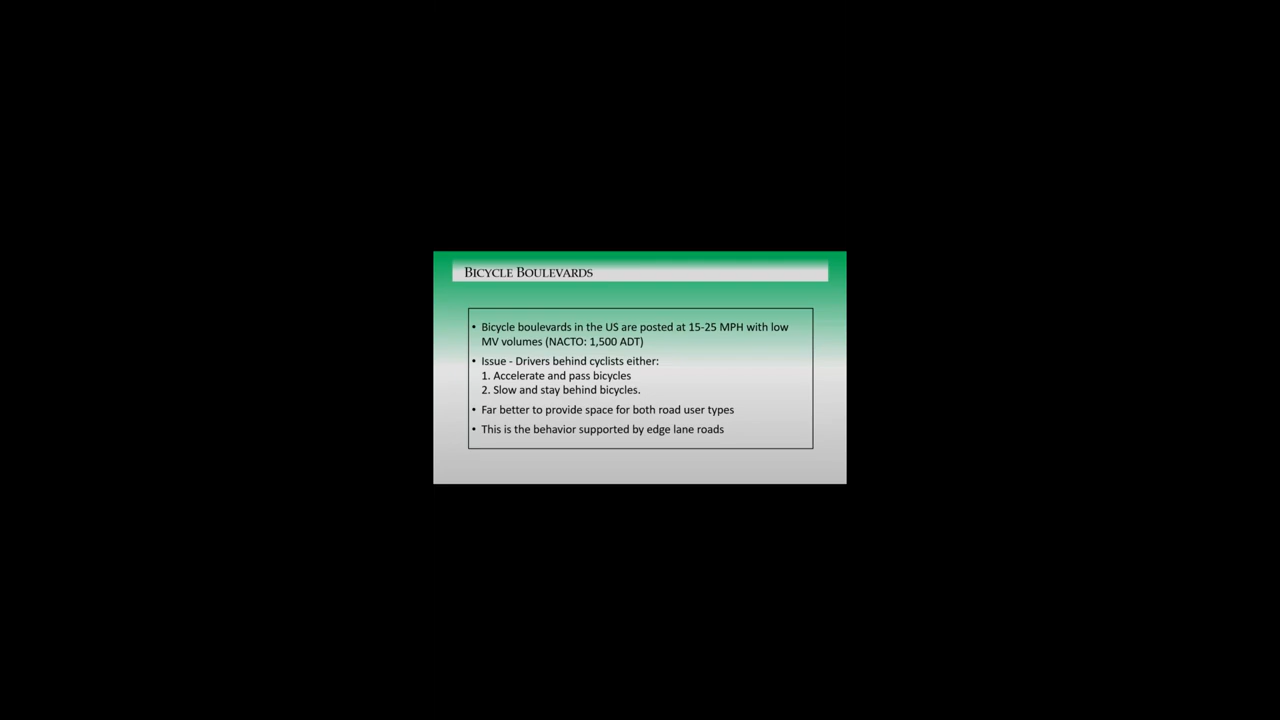 BICYCLE BOULEVARDS
• Bicycle boulevards in the US are posted at 15-25 MPH with low
MV volumes (NACTO: 1,500 ADT)
• Issue - Drivers behind cyclists either:
1. Accelerate and pass bicycles
2. Slow and stay behind bicycles.
• Far better to provide space for both road user types
• This is the behavior supported by edge lane roads